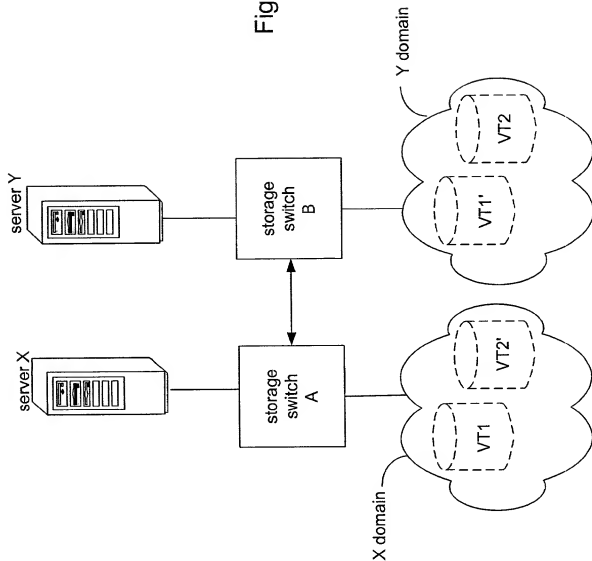 Fig
server X
server Y
storage
switch
A
storage
switch
B
X domain
Y domain
VT1
VT2'
VT1'
VT2